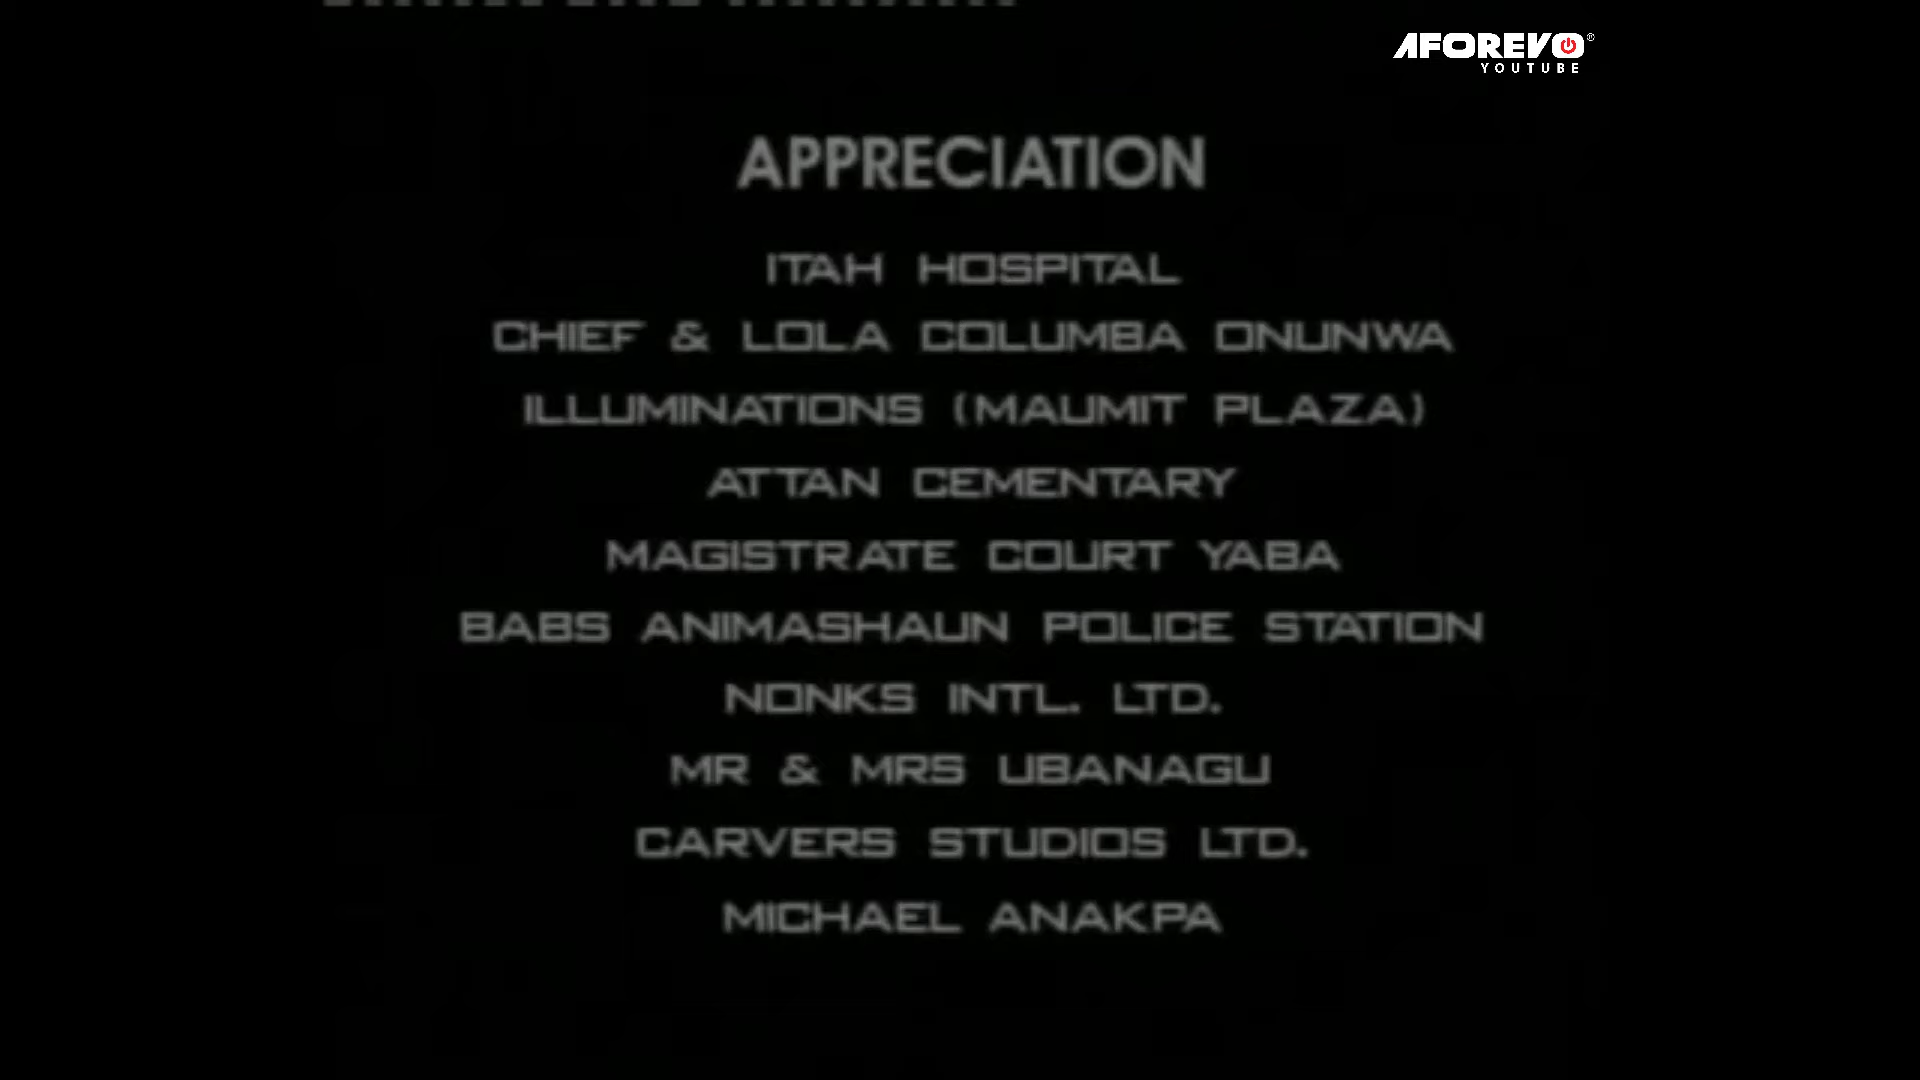 AFOREVO®
YOUTUBE
APPRECIATION
ITAH HOSPITAL
CHIEF & LOLA COLUMBA ONUNWA
ILLUMINATIONS (MAUMIT PLAZA)
ATTAN CEMENTARY
MAGISTRATE COURT YABA
BABS ANIMASHAUN POLICE STATION
NONKS INTL. LTD.
MR & MRS UBANAGU
CARVERS STUDIOS LTD.
MICHAEL ANAKPA